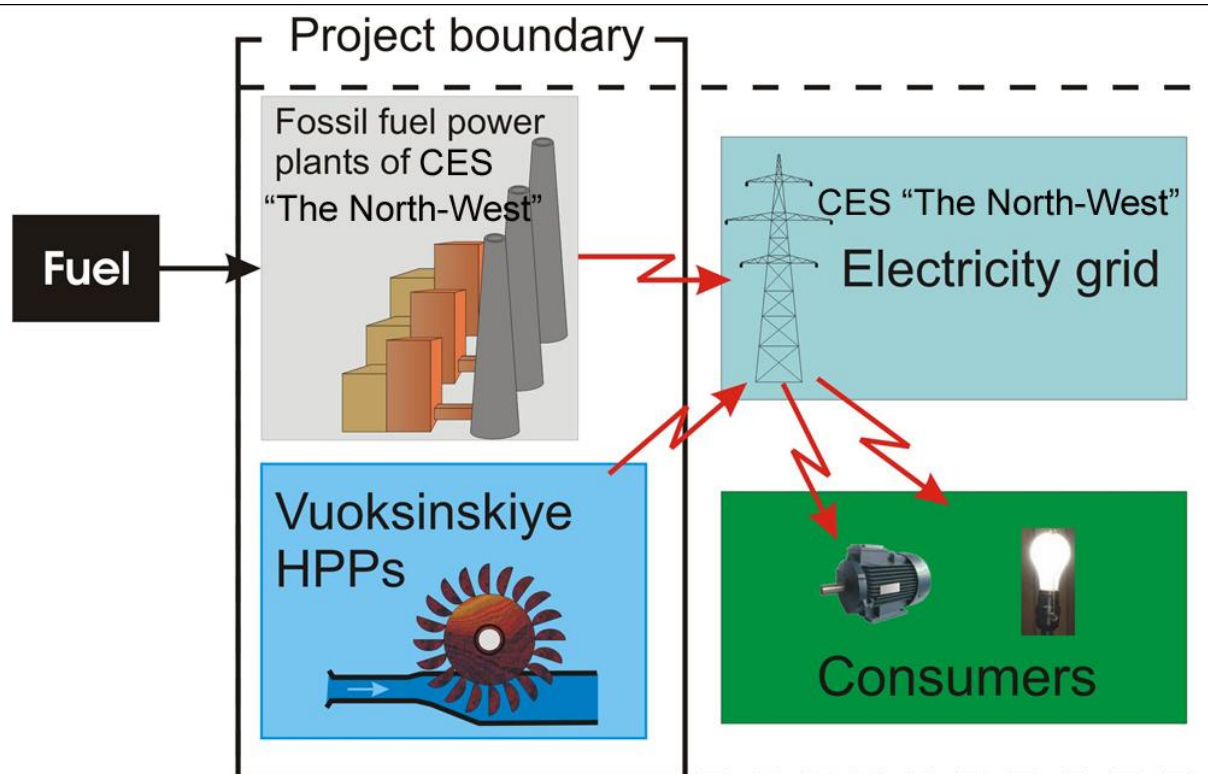 Project boundary
Fossil fuel power
plants of CES
“The North-West”
Fuel
CES “The North-West”
Electricity grid
Vuoksinskiye
HPPs
Consumers